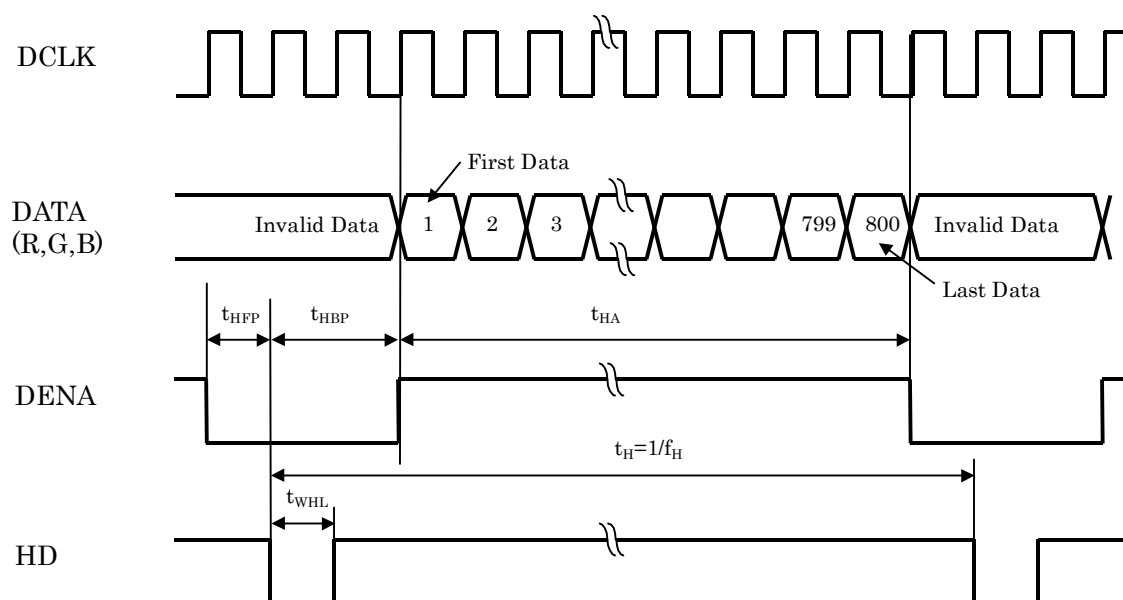 DCLK
First Data
DATA
(R,G,B)
Invalid Data 1 2 3 799 800 Invalid Data
Last Data
tHFP tHBP tHA
DENA
tH=1/fH
tWHL
HD